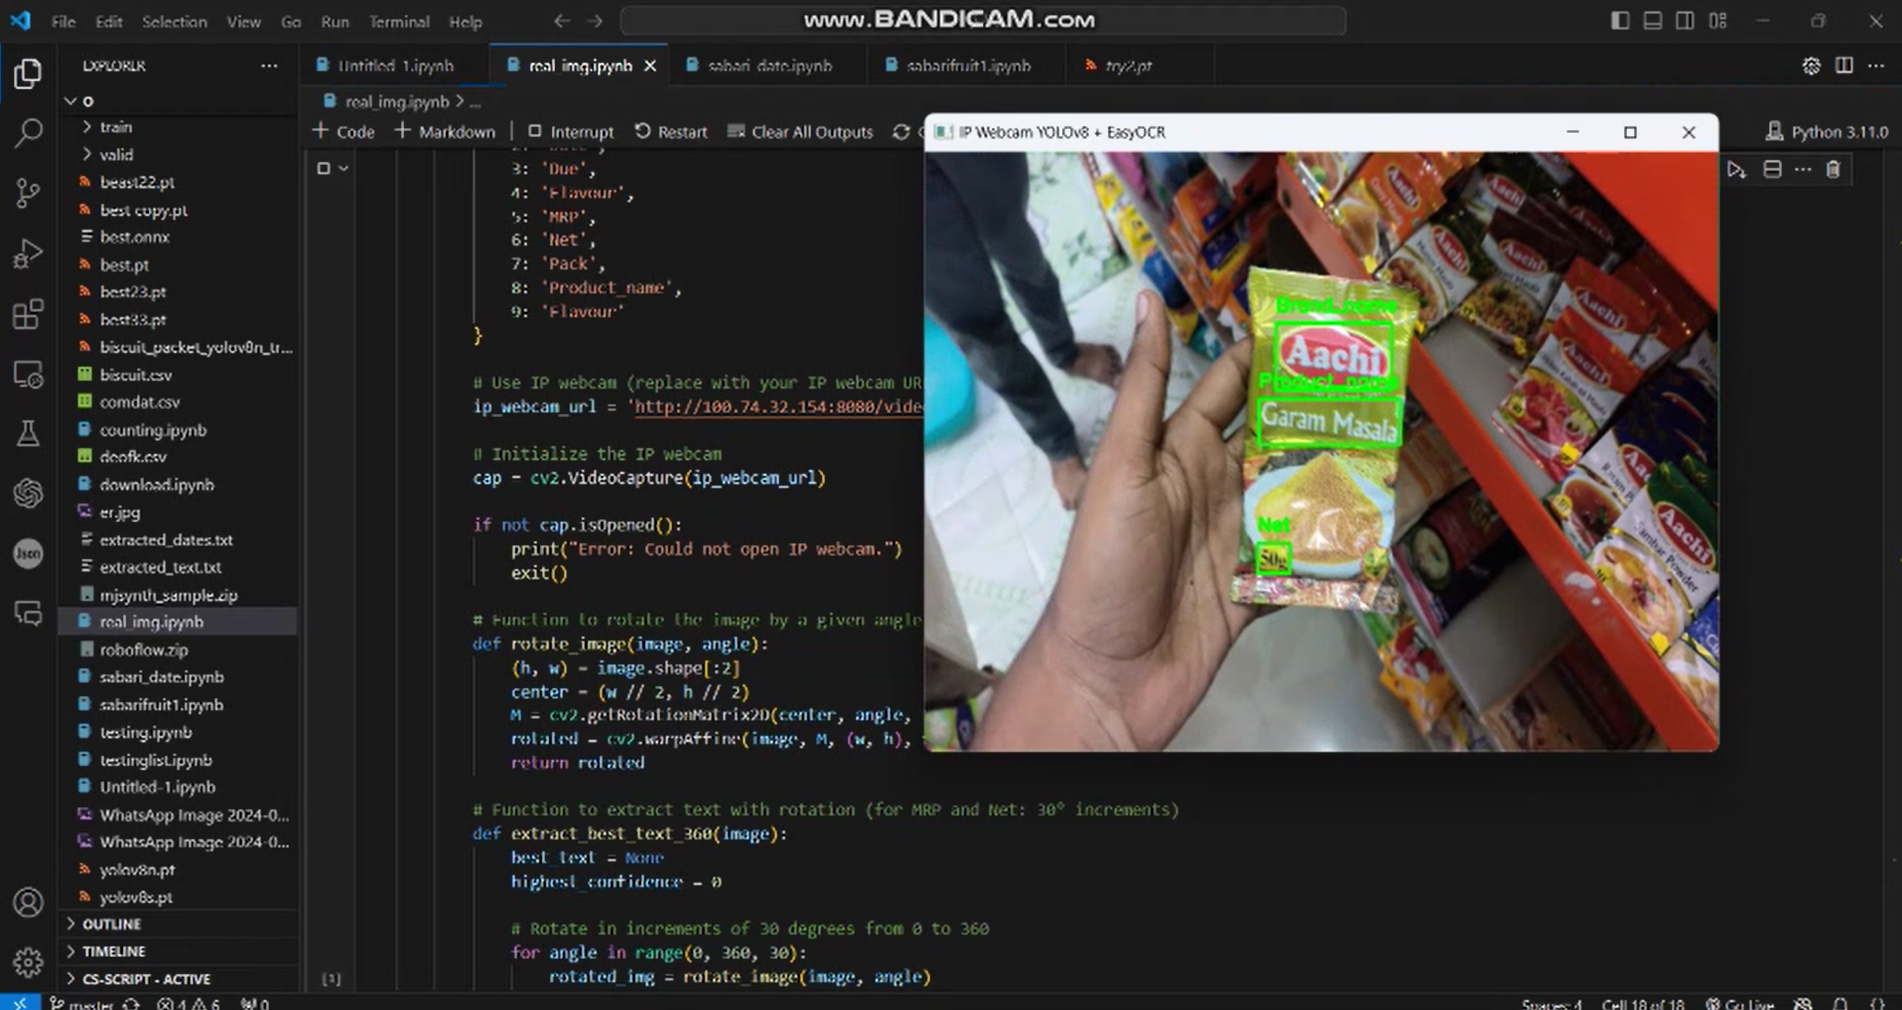 File Edit Selection View Go Run Terminal Help
www.BANDICAM.com
EXPLORER
Untitled-1.ipynb
real_img.ipynb
sabari_date.ipynb
sabarifruit1.ipynb
try2.pt
real_img.ipynb > ...
+ Code + Markdown
Interrupt
Restart
Clear All Outputs
Python 3.11.0
train
valid
beast22.pt
best copy.pt
best.onnx
best.pt
best23.pt
best33.pt
biscuit_packet_yolov8n_tr...
biscuit.csv
comdat.csv
counting.ipynb
download.ipynb
er.jpg
extracted_dates.txt
extracted_text.txt
mjsynth_sample.zip
real_img.ipynb
roboflow.zip
sabari_date.ipynb
sabarifruit1.ipynb
testing.ipynb
testinglist.ipynb
Untitled-1.ipynb
WhatsApp Image 2024-0...
WhatsApp Image 2024-0...
yolov8n.pt
yolov8s.pt
OUTLINE
TIMELINE
CS-SCRIPT - ACTIVE
3: 'Due',
4: 'Flavour',
5: 'MRP',
6: 'Net',
7: 'Pack',
8: 'Product_name',
9: 'Flavour'
}
# Use IP webcam (replace with your IP webcam UR
ip_webcam_url = 'http://100.74.32.154:8080/vide
# Initialize the IP webcam
cap = cv2.VideoCapture(ip_webcam_url)
if not cap.isOpened():
print("Error: Could not open IP webcam.")
exit()
# Function to rotate the image by a given angle
def rotate_image(image, angle):
(h, w) = image.shape[:2]
center = (w // 2, h // 2)
M = cv2.getRotationMatrix2D(center, angle,
rotated = cv2.warpAffine(image, M, (w, h),
return rotated
# Function to extract text with rotation (for MRP and Net: 30° increments)
def extract_best_text_360(image):
best_text = None
highest_confidence = 0
# Rotate in increments of 30 degrees from 0 to 360
for angle in range(0, 360, 30):
rotated_img = rotate_image(image, angle)
[1]
IP Webcam YOLOv8 + EasyOCR
Brand_name
Aachi
Product_name
Garam Masala
Net
50g
Aachi
Aachi
Aachi
Aachi
Aachi
Sambar Powder
master
4 6
0
Spaces: 4
Cell 18 of 18
Go Live